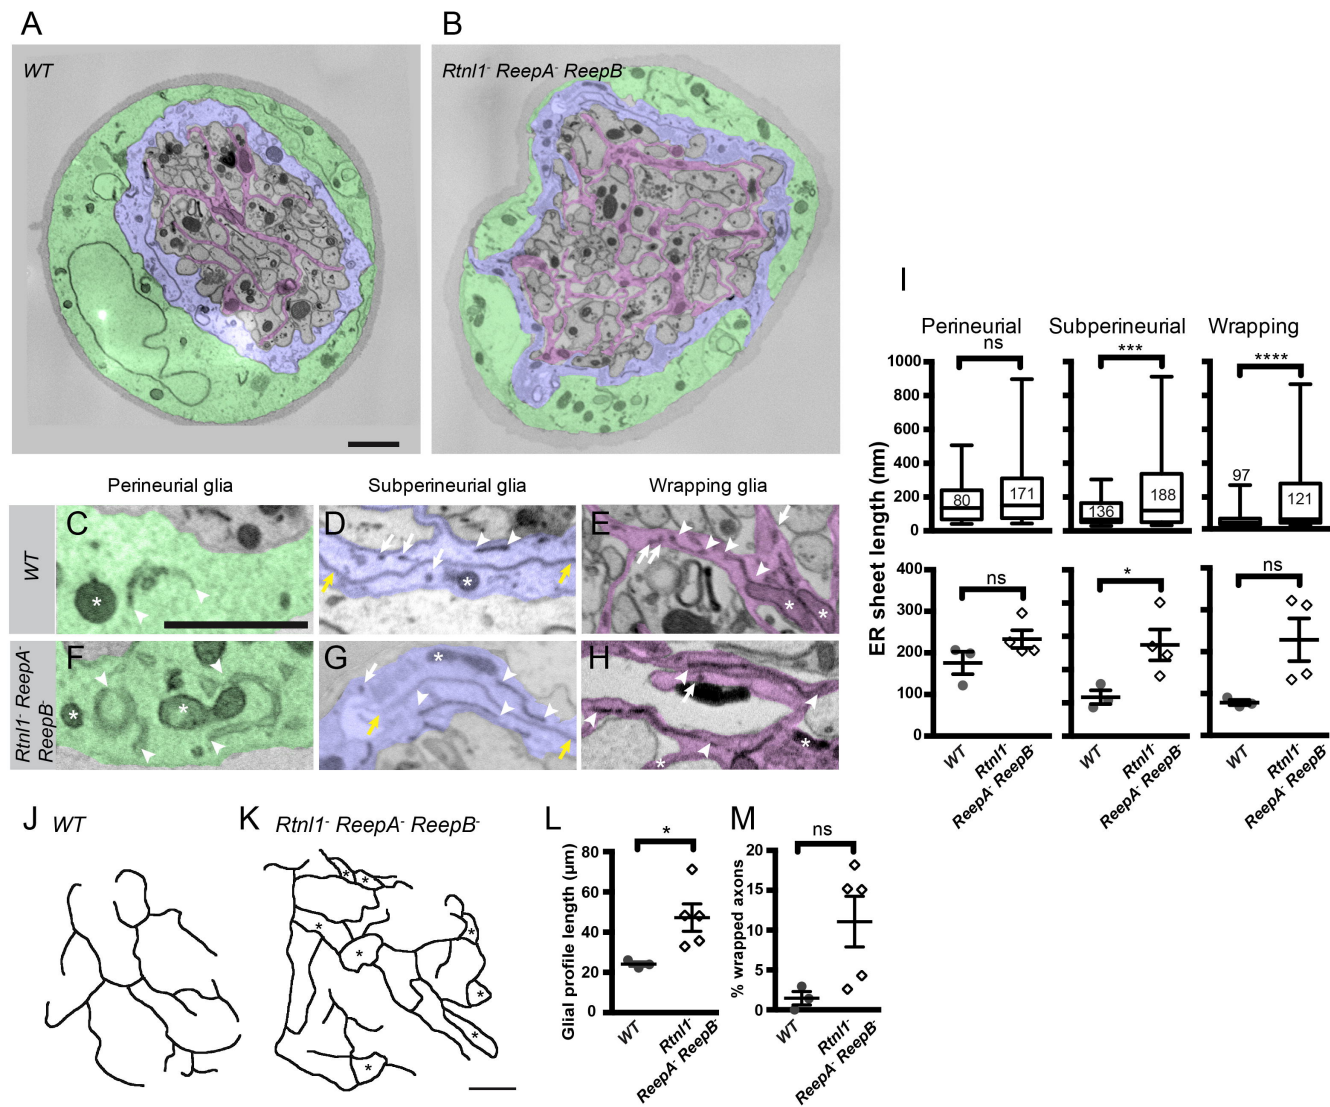 A
B
WT
Rtnl1- ReepA- ReepB-
Perineurial glia
Subperineurial glia
Wrapping glia
WT
C
D
E
*
*
*
*
Rtnl1- ReepA-
ReepB-
F
G
H
*
*
*
*
*
I
Perineurial
Subperineurial
Wrapping
ns
***
****
ER sheet length (nm)
1000
800
600
400
200
0
80
171
136
188
97
121
400
300
200
100
0
ns
*
ns
WT
Rtnl1-
ReepA- ReepB-
WT
Rtnl1-
ReepA- ReepB-
WT
Rtnl1-
ReepA- ReepB-
J
WT
K
Rtnl1- ReepA- ReepB-
*
*
*
*
*
*
*
*
L
*
Glial profile length (µm)
80
60
40
20
0
WT
Rtnl1-
ReepA- ReepB-
M
ns
% wrapped axons
20
15
10
5
0
WT
Rtnl1-
ReepA- ReepB-